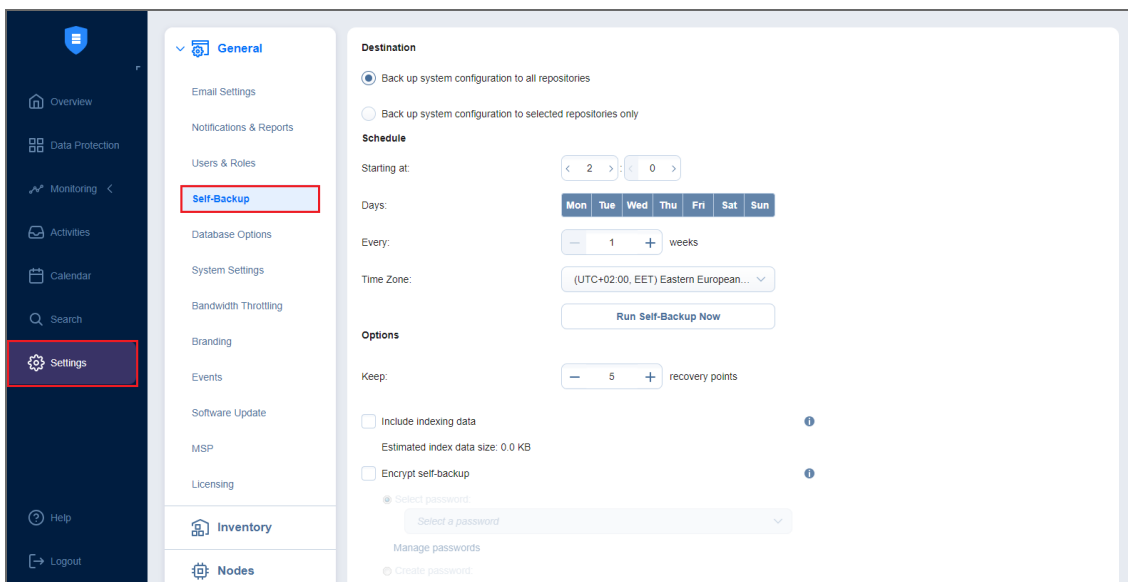 Overview
Data Protection
Monitoring
Activities
Calendar
Search
Settings
Help
Logout
General
Email Settings
Notifications & Reports
Users & Roles
Self-Backup
Database Options
System Settings
Bandwidth Throttling
Branding
Events
Software Update
MSP
Licensing
Inventory
Nodes
Destination
Back up system configuration to all repositories
Back up system configuration to selected repositories only
Schedule
Starting at: 2 : 0
Days: Mon Tue Wed Thu Fri Sat Sun
Every: 1 weeks
Time Zone: (UTC+02:00, EET) Eastern European...
Run Self-Backup Now
Options
Keep: 5 recovery points
Include indexing data
Estimated index data size: 0.0 KB
Encrypt self-backup
Select password:
Select a password
Manage passwords
Create password